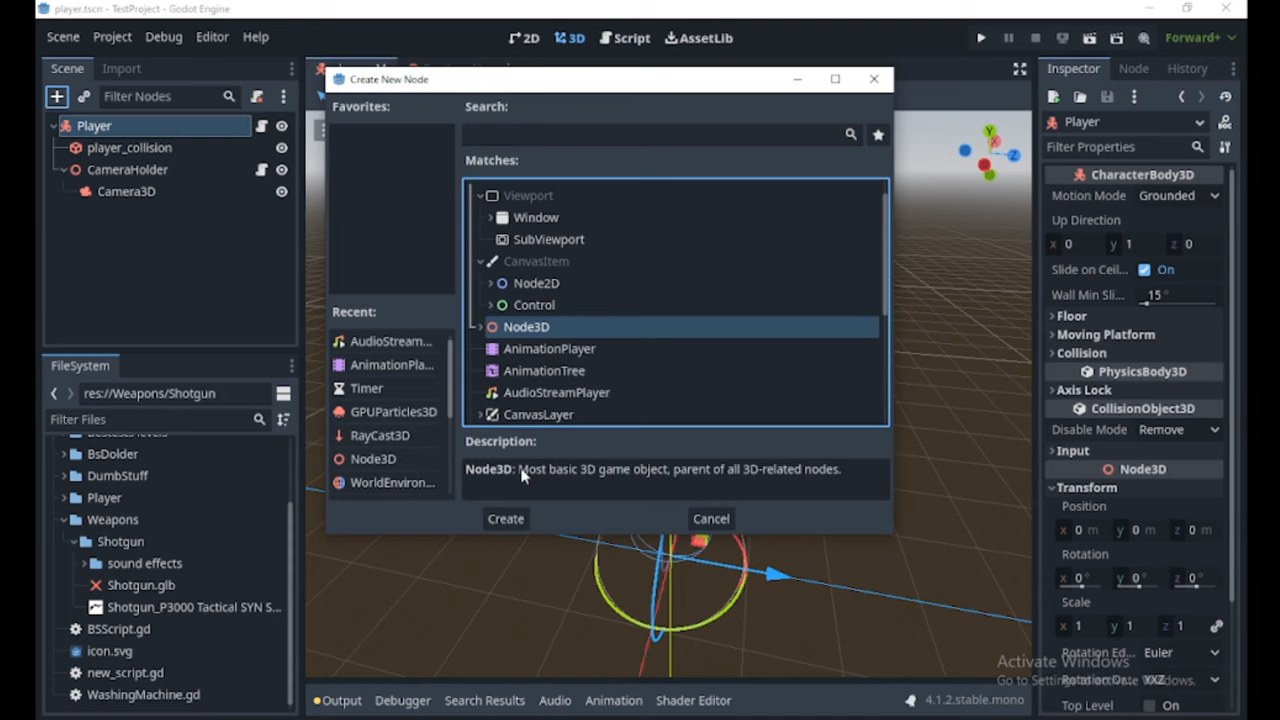 player.tscn - TestProject - Godot Engine
Scene Project Debug Editor Help
2D 3D Script AssetLib
Forward+
Scene Import
Filter Nodes
Player
player_collision
CameraHolder
Camera3D
FileSystem
res://Weapons/Shotgun
Filter Files
BsDolder
DumbStuff
Player
Weapons
Shotgun
sound effects
Shotgun.glb
Shotgun_P3000 Tactical SYN S...
BSScript.gd
icon.svg
new_script.gd
WashingMachine.gd
Create New Node
Favorites:
Recent:
AudioStream...
AnimationPla...
Timer
GPUParticles3D
RayCast3D
Node3D
WorldEnviron...
Search:
Matches:
Viewport
Window
SubViewport
CanvasItem
Node2D
Control
Node3D
AnimationPlayer
AnimationTree
AudioStreamPlayer
CanvasLayer
Description:
Node3D: Most basic 3D game object, parent of all 3D-related nodes.
Create Cancel
Y
X
Z
Output Debugger Search Results Audio Animation Shader Editor
4.1.2.stable.mono
Inspector Node History
Player
Filter Properties
CharacterBody3D
Motion Mode Grounded
Up Direction
x 0 y 1 z 0
Slide on Ceil... On
Wall Min Sli... 15 °
Floor
Moving Platform
Collision
PhysicsBody3D
Axis Lock
CollisionObject3D
Disable Mode Remove
Input
Node3D
Transform
Position
x 0 m y 0 m z 0 m
Rotation
x 0 ° y 0 ° z 0 °
Scale
x 1 y 1 z 1
Rotation Ed... Euler
YXZ
Top Level On
Activate Windows
Go to Settings to activate Windows.